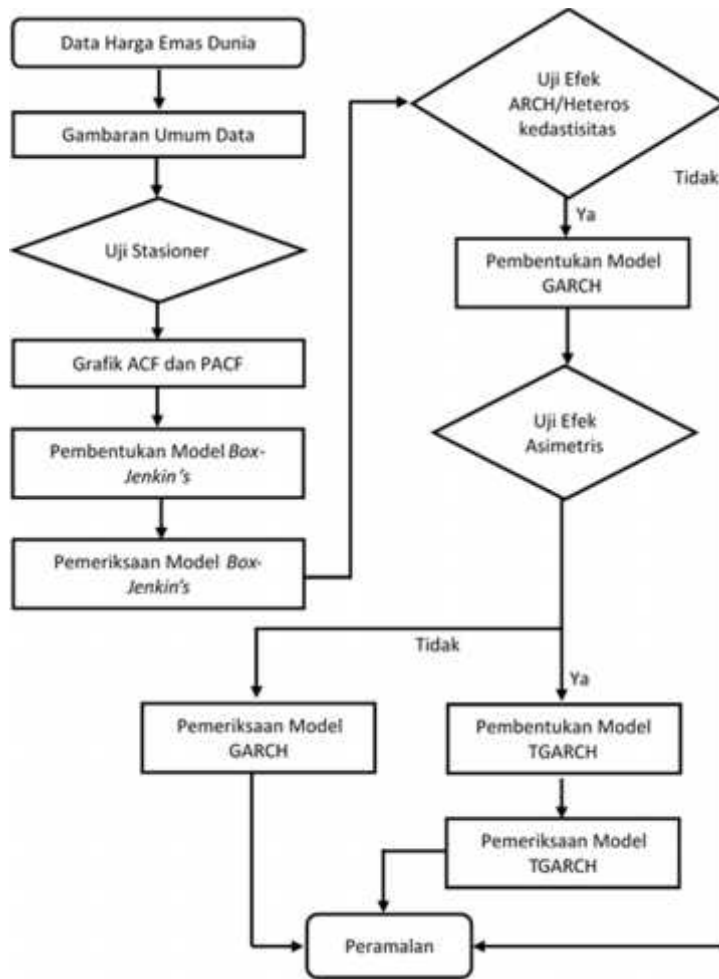 Data Harga Emas Dunia
Gambaran Umum Data
Uji Stasioner
Grafik ACF dan PACF
Pembentukan Model Box-
Jenkin's
Pemeriksaan Model Box-
Jenkin's
Uji Efek
ARCH/Heteros
kedastisitas
Tidak
Ya
Pembentukan Model
GARCH
Uji Efek
Asimetris
Tidak
Ya
Pemeriksaan Model
GARCH
Pembentukan Model
TGARCH
Pemeriksaan Model
TGARCH
Peramalan